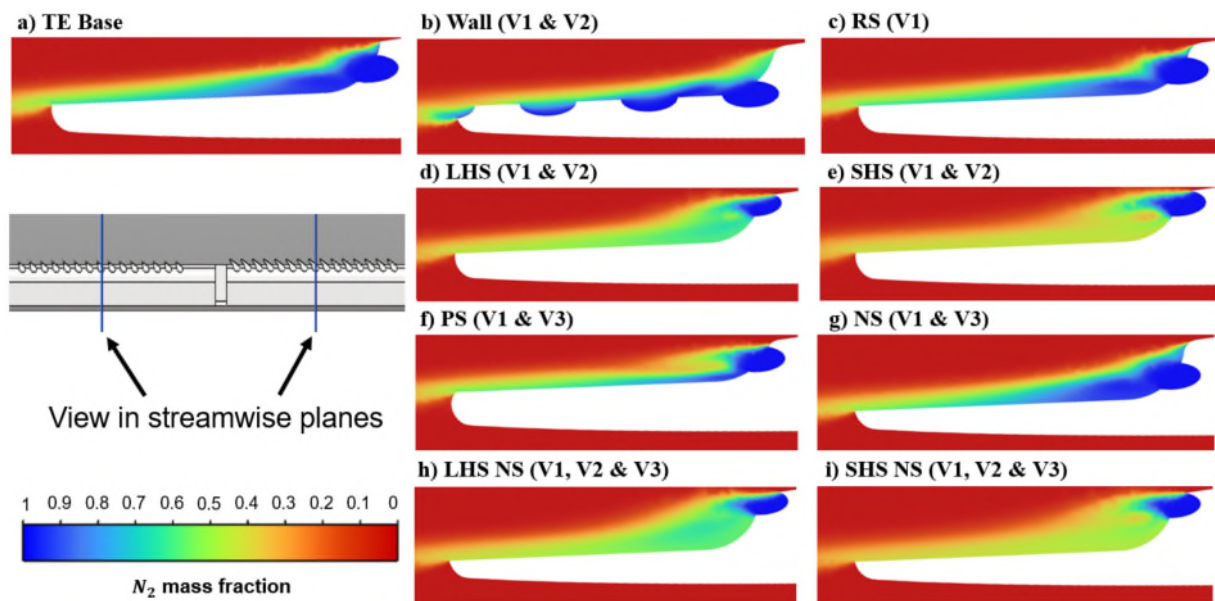 a) TE Base
b) Wall (V1 & V2)
c) RS (V1)
d) LHS (V1 & V2)
e) SHS (V1 & V2)
f) PS (V1 & V3)
g) NS (V1 & V3)
View in streamwise planes
h) LHS NS (V1, V2 & V3)
i) SHS NS (V1, V2 & V3)
1 0.9 0.8 0.7 0.6 0.5 0.4 0.3 0.2 0.1 0
N₂ mass fraction